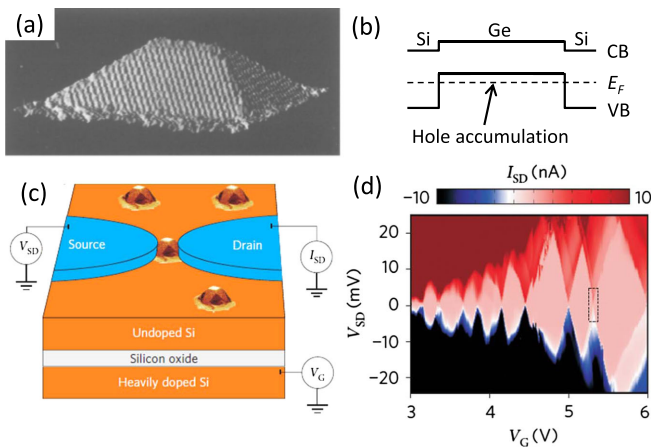 (a)
(b)
Si Ge Si
CB
E_F
VB
Hole accumulation
(c)
V_SD
Source
Drain
I_SD
Undoped Si
Silicon oxide
Heavily doped Si
V_G
(d)
I_SD (nA)
−10 10
20
10
0
−10
−20
V_SD (mV)
3 4 5 6
V_G (V)